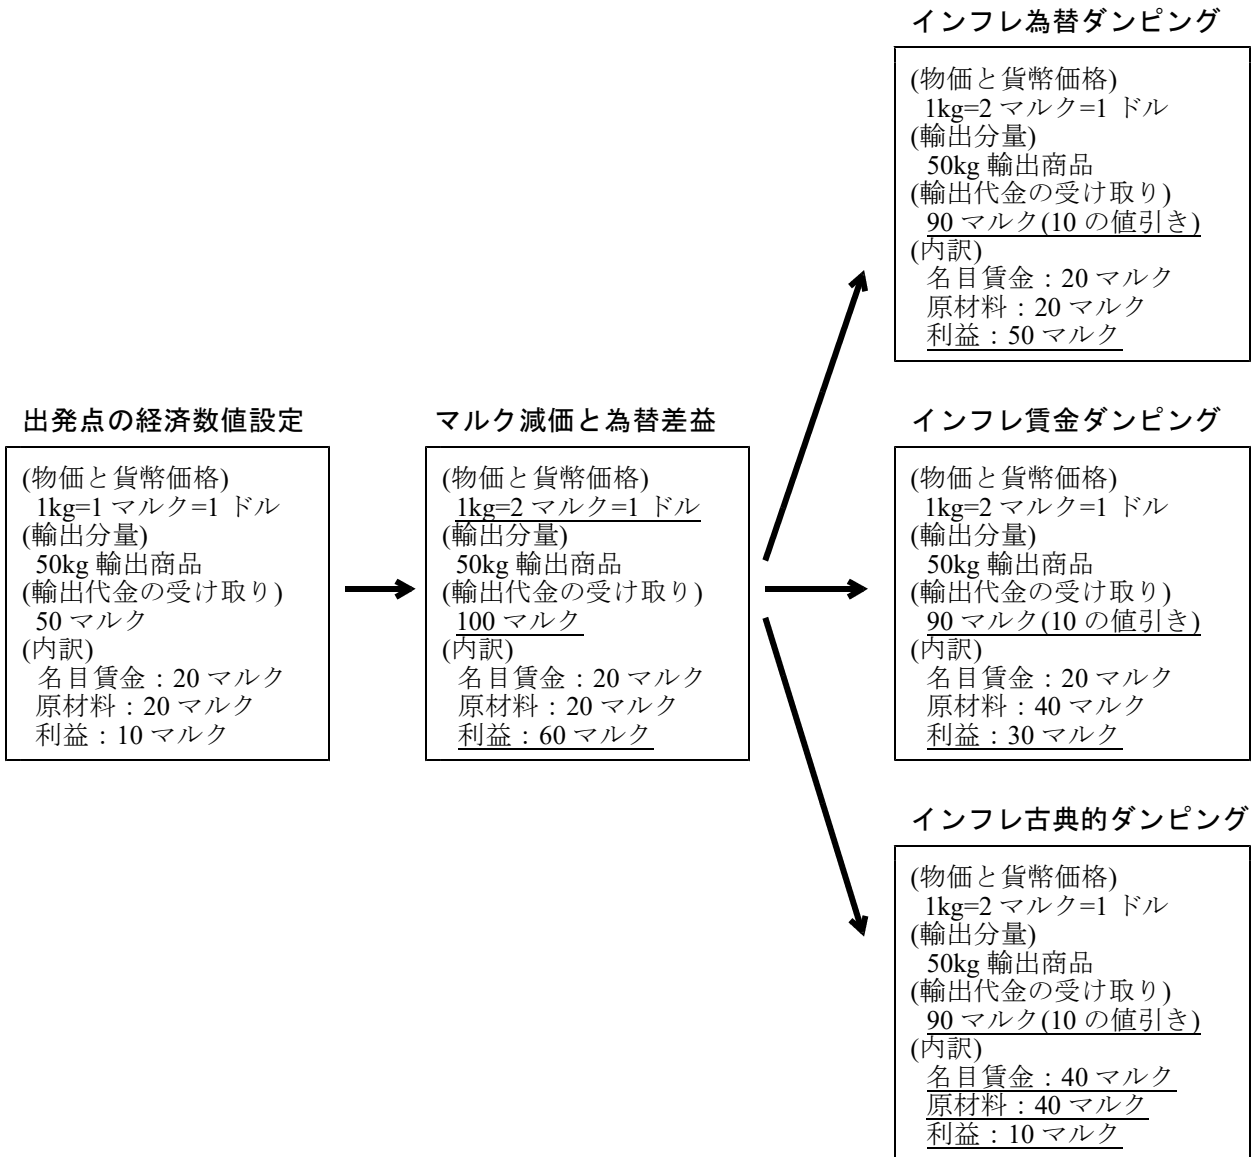 インフレ為替ダンピング
(物価と貨幣価格)
1kg=2 マルク=1 ドル
(輸出分量)
50kg 輸出商品
(輸出代金の受け取り)
90 マルク(10 の値引き)
(内訳)
名目賃金：20 マルク
原材料：20 マルク
利益：50 マルク
出発点の経済数値設定
(物価と貨幣価格)
1kg=1 マルク=1 ドル
(輸出分量)
50kg 輸出商品
(輸出代金の受け取り)
50 マルク
(内訳)
名目賃金：20 マルク
原材料：20 マルク
利益：10 マルク
マルク減価と為替差益
(物価と貨幣価格)
1kg=2 マルク=1 ドル
(輸出分量)
50kg 輸出商品
(輸出代金の受け取り)
100 マルク
(内訳)
名目賃金：20 マルク
原材料：20 マルク
利益：60 マルク
インフレ賃金ダンピング
(物価と貨幣価格)
1kg=2 マルク=1 ドル
(輸出分量)
50kg 輸出商品
(輸出代金の受け取り)
90 マルク(10 の値引き)
(内訳)
名目賃金：20 マルク
原材料：40 マルク
利益：30 マルク
インフレ古典的ダンピング
(物価と貨幣価格)
1kg=2 マルク=1 ドル
(輸出分量)
50kg 輸出商品
(輸出代金の受け取り)
90 マルク(10 の値引き)
(内訳)
名目賃金：40 マルク
原材料：40 マルク
利益：10 マルク